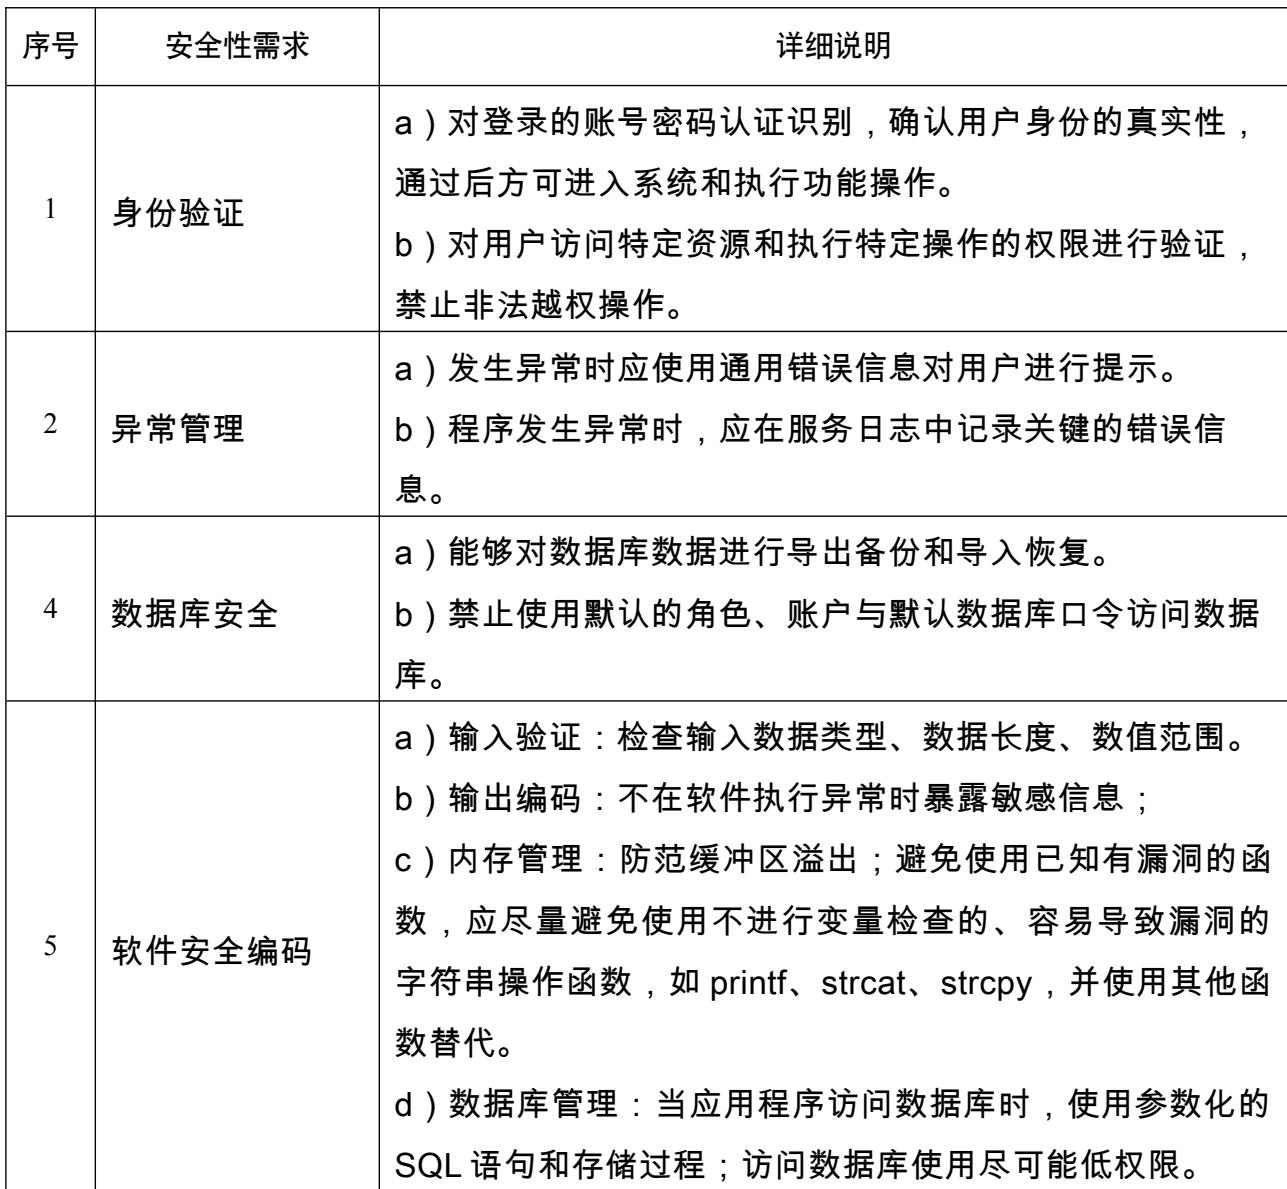 序号 安全性需求 详细说明
1 身份验证
a）对登录的账号密码认证识别，确认用户身份的真实性，
通过后方可进入系统和执行功能操作。
b）对用户访问特定资源和执行特定操作的权限进行验证，
禁止非法越权操作。
2 异常管理
a）发生异常时应使用通用错误信息对用户进行提示。
b）程序发生异常时，应在服务日志中记录关键的错误信
息。
4 数据库安全
a）能够对数据库数据进行导出备份和导入恢复。
b）禁止使用默认的角色、账户与默认数据库口令访问数据
库。
5 软件安全编码
a）输入验证：检查输入数据类型、数据长度、数值范围。
b）输出编码：不在软件执行异常时暴露敏感信息；
c）内存管理：防范缓冲区溢出；避免使用已知有漏洞的函
数，应尽量避免使用不进行变量检查的、容易导致漏洞的
字符串操作函数，如 printf、strcat、strcpy，并使用其他函
数替代。
d）数据库管理：当应用程序访问数据库时，使用参数化的
SQL 语句和存储过程；访问数据库使用尽可能低权限。